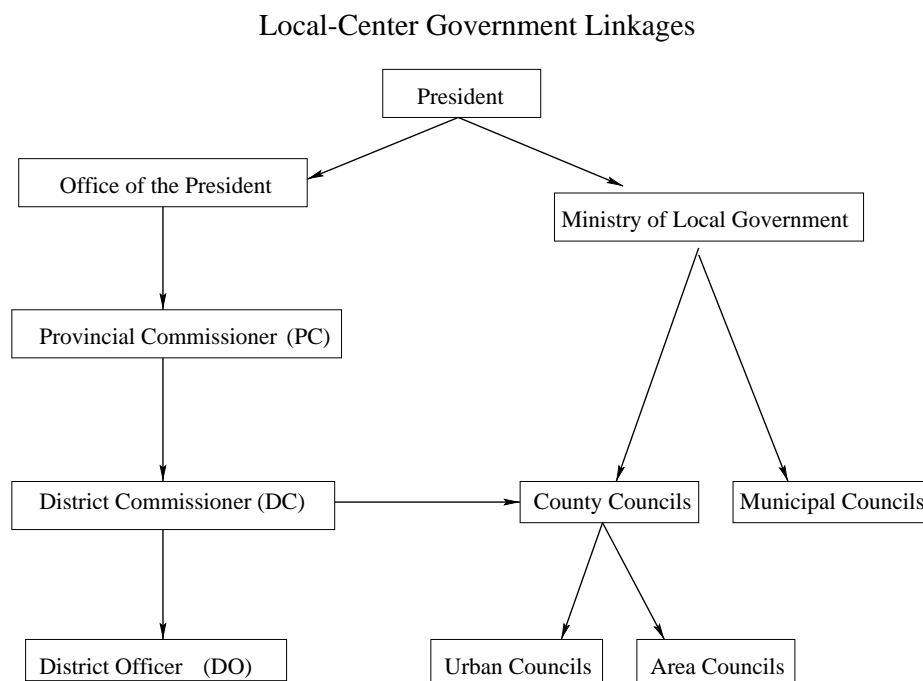 Local-Center Government Linkages
President
Office of the President
Ministry of Local Government
Provincial Commissioner (PC)
District Commissioner (DC)
County Councils
Municipal Councils
District Officer (DO)
Urban Councils
Area Councils